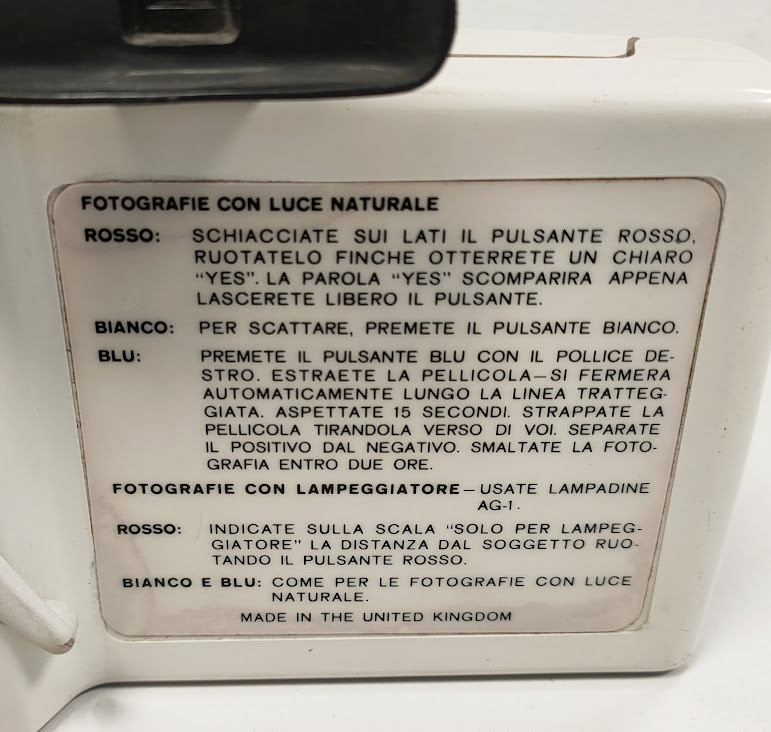 FOTOGRAFIE CON LUCE NATURALE
ROSSO: SCHIACCIATE SUI LATI IL PULSANTE ROSSO,
RUOTATELO FINCHE OTTERRETE UN CHIARO
"YES". LA PAROLA "YES" SCOMPARIRA APPENA
LASCERETE LIBERO IL PULSANTE.
BIANCO: PER SCATTARE, PREMETE IL PULSANTE BIANCO.
BLU: PREMETE IL PULSANTE BLU CON IL POLLICE DE-
STRO. ESTRAETE LA PELLICOLA—SI FERMERA
AUTOMATICAMENTE LUNGO LA LINEA TRATTEG-
GIATA. ASPETTATE 15 SECONDI. STRAPPATE LA
PELLICOLA TIRANDOLA VERSO DI VOI. SEPARATE
IL POSITIVO DAL NEGATIVO. SMALTATE LA FOTO-
GRAFIA ENTRO DUE ORE.
FOTOGRAFIE CON LAMPEGGIATORE—USATE LAMPADINE
AG-1.
ROSSO: INDICATE SULLA SCALA "SOLO PER LAMPEG-
GIATORE" LA DISTANZA DAL SOGGETTO RUO-
TANDO IL PULSANTE ROSSO.
BIANCO E BLU: COME PER LE FOTOGRAFIE CON LUCE
NATURALE.
MADE IN THE UNITED KINGDOM